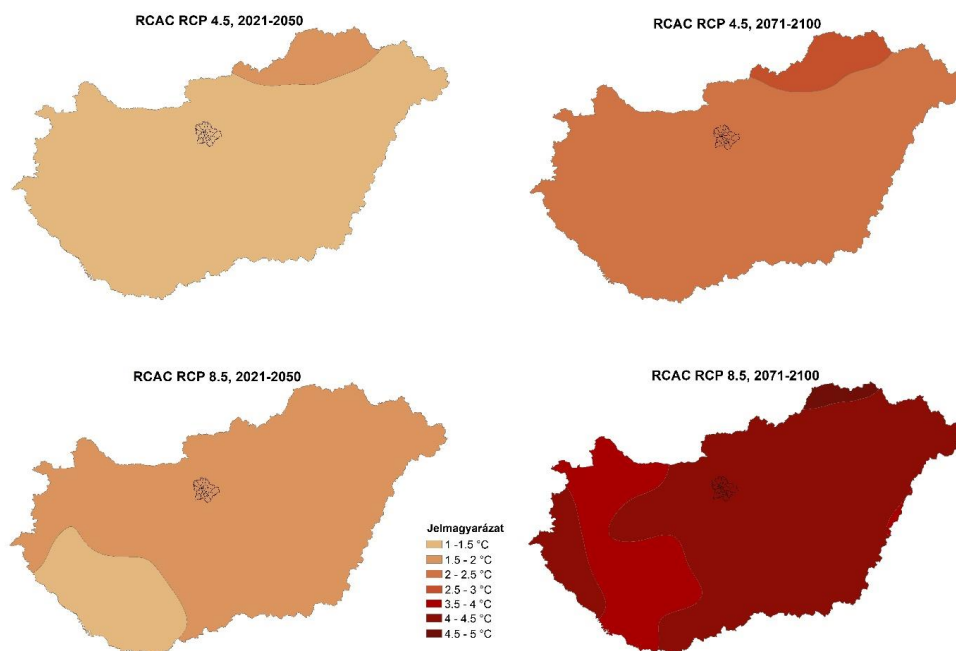 RCAC RCP 4.5, 2021-2050
RCAC RCP 4.5, 2071-2100
RCAC RCP 8.5, 2021-2050
RCAC RCP 8.5, 2071-2100
Jelmagyarázat
1 -1.5 °C
1.5 - 2 °C
2 - 2.5 °C
2.5 - 3 °C
3.5 - 4 °C
4 - 4.5 °C
4.5 - 5 °C